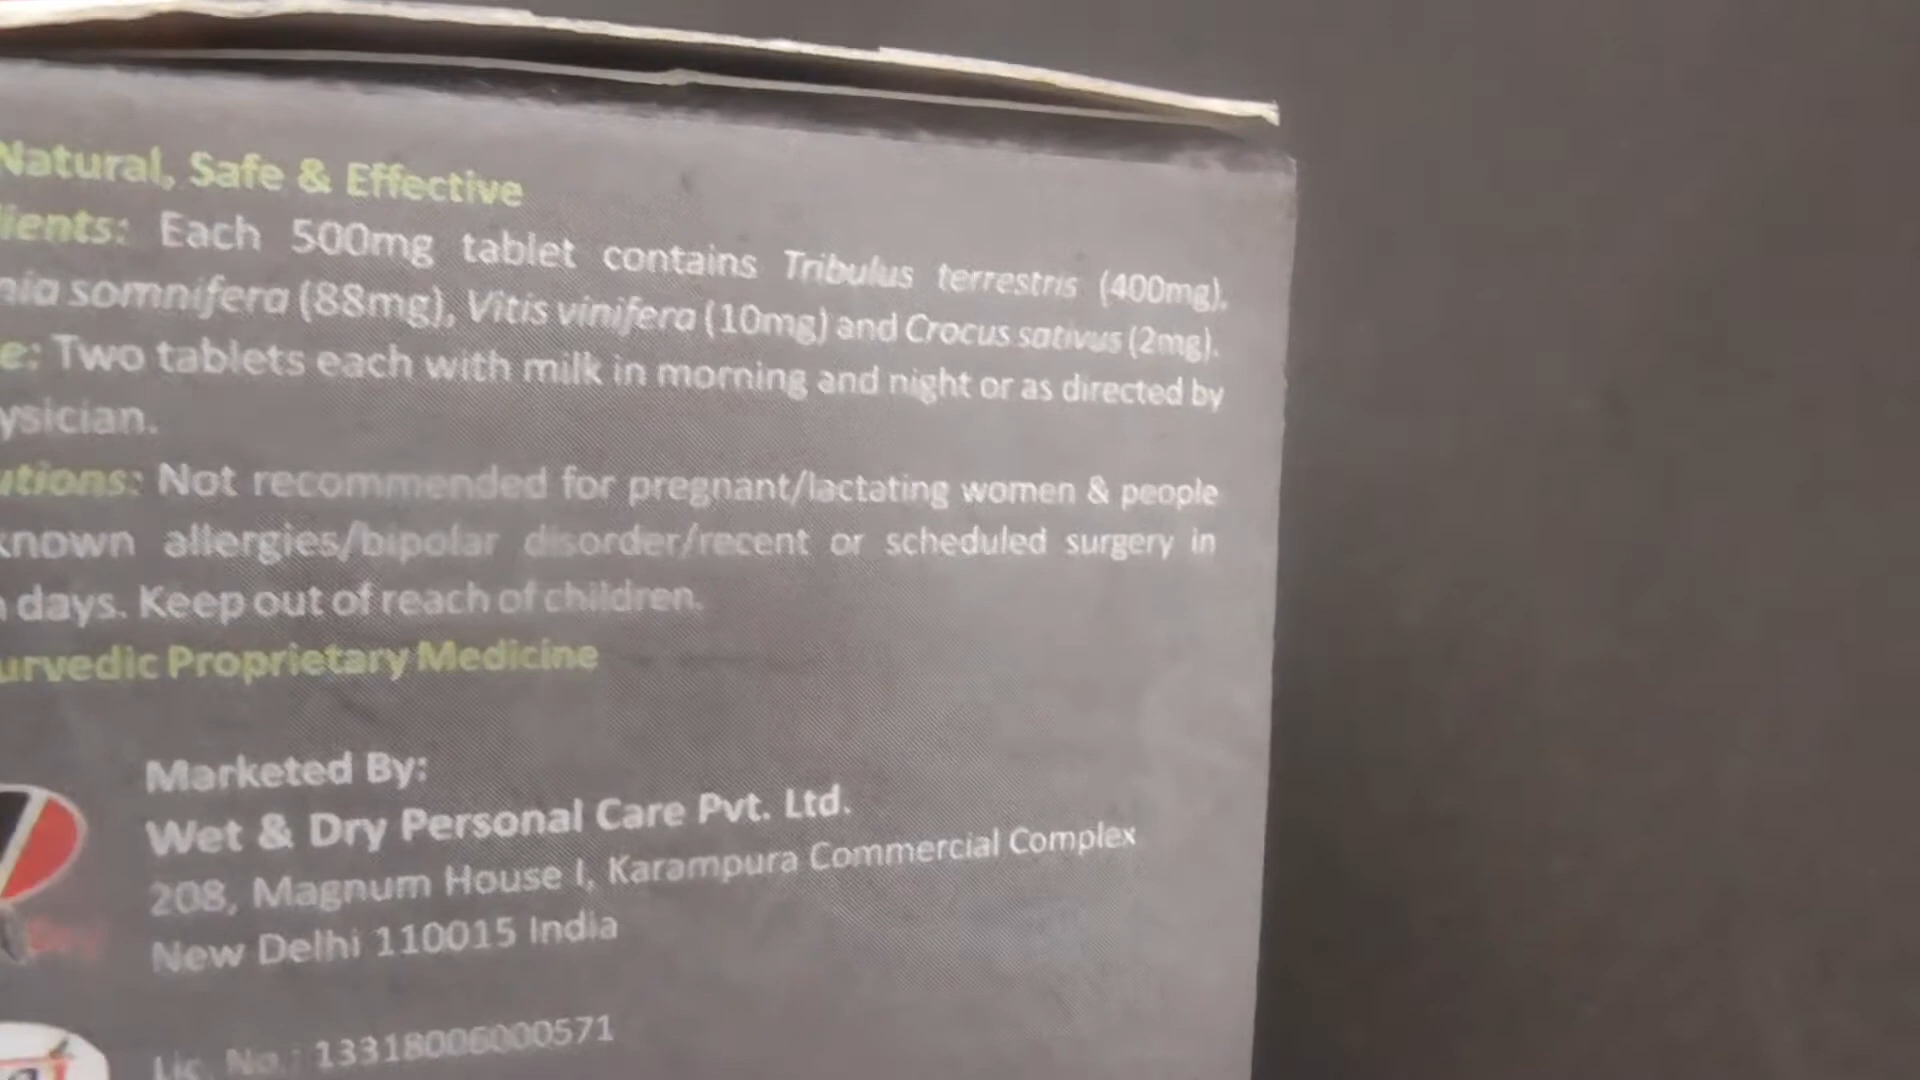 Natural, Safe & Effective
lients: Each 500mg tablet contains Tribulus terrestris (400mg),
nia somnifera (88mg), Vitis vinifera (10mg) and Crocus sativus (2mg).
e: Two tablets each with milk in morning and night or as directed by
ysician.
utions: Not recommended for pregnant/lactating women & people
known allergies/bipolar disorder/recent or scheduled surgery in
days. Keep out of reach of children.
urvedic Proprietary Medicine
Marketed By:
Wet & Dry Personal Care Pvt. Ltd.
208, Magnum House I, Karampura Commercial Complex
New Delhi 110015 India
Lic. No.: 13318006000571